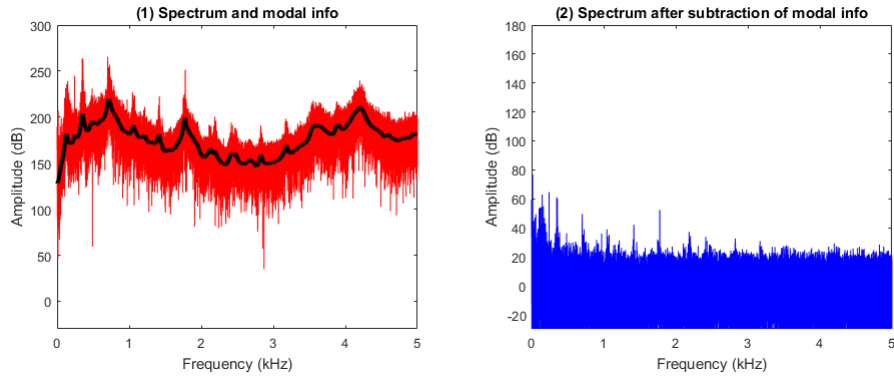 (1) Spectrum and modal info
300
250
200
150
100
50
0
Amplitude (dB)
0 1 2 3 4 5
Frequency (kHz)
(2) Spectrum after subtraction of modal info
180
160
140
120
100
80
60
40
20
0
-20
Amplitude (dB)
0 1 2 3 4 5
Frequency (kHz)